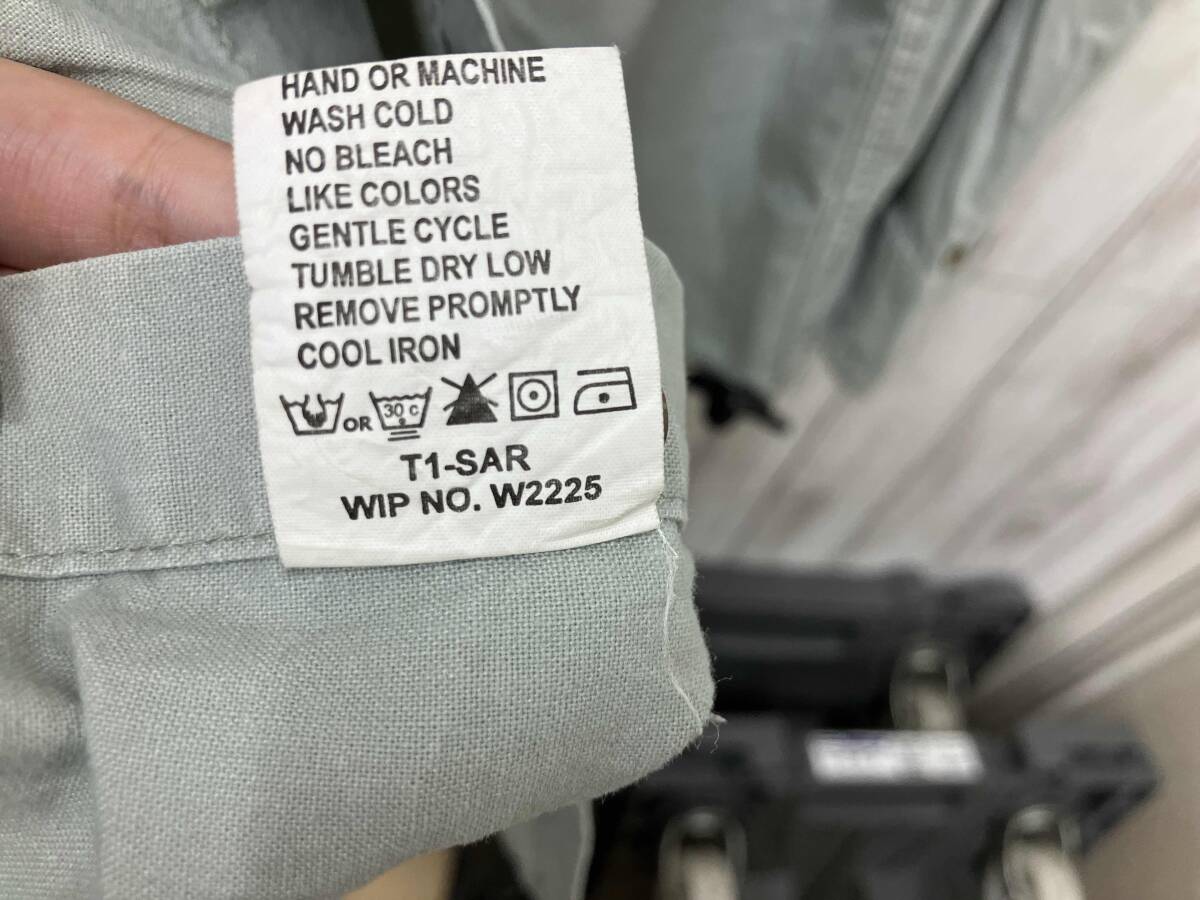 HAND OR MACHINE
WASH COLD
NO BLEACH
LIKE COLORS
GENTLE CYCLE
TUMBLE DRY LOW
REMOVE PROMPTLY
COOL IRON
OR 30 C
T1-SAR
WIP NO. W2225